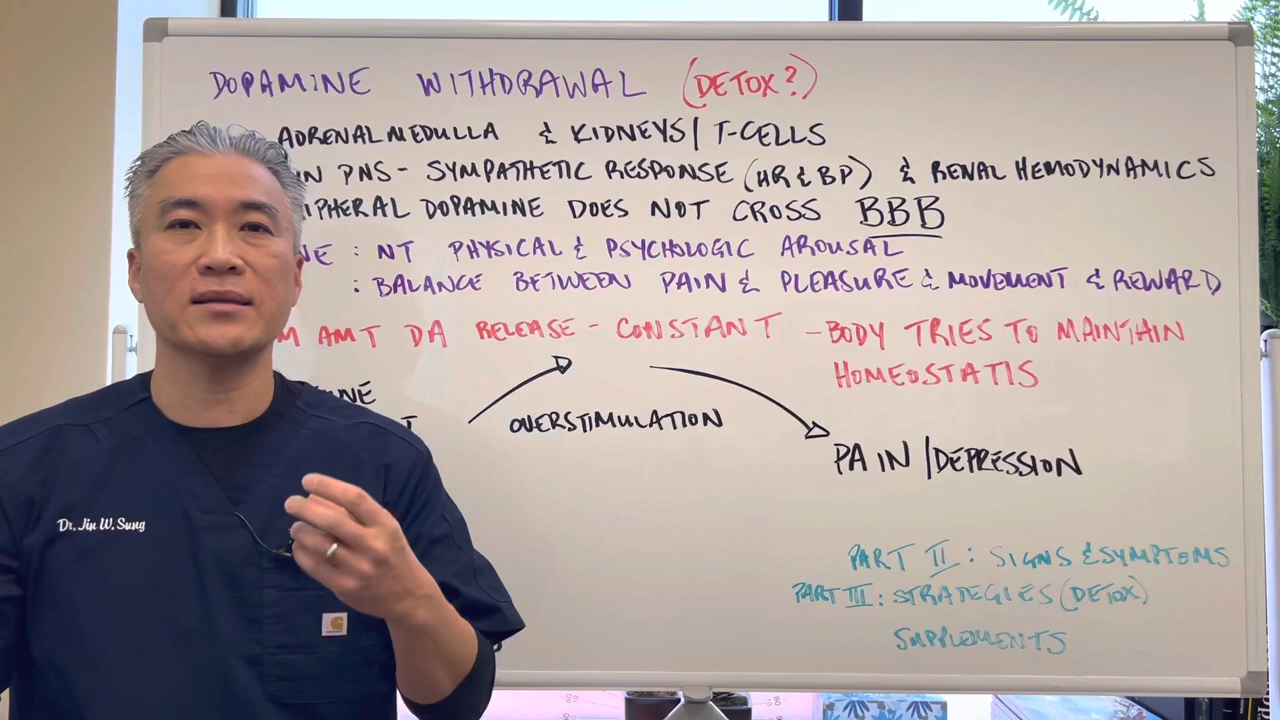 DOPAMINE WITHDRAWAL (DETOX?)
ADRENAL MEDULLA & KIDNEYS / T-CELLS
IN PNS - SYMPATHETIC RESPONSE (HR & BP) & RENAL HEMODYNAMICS
IPHERAL DOPAMINE DOES NOT CROSS BBB
NE : NT PHYSICAL & PSYCHOLOGIC AROUSAL
: BALANCE BETWEEN PAIN & PLEASURE & MOVEMENT & REWARD
M AMT DA RELEASE - CONSTANT - BODY TRIES TO MAINTAIN
HOMEOSTATIS
NE
T
OVERSTIMULATION
PAIN / DEPRESSION
Dr. Jin W. Sung
PART II : SIGNS & SYMPTOMS
PART III : STRATEGIES (DETOX)
SUPPLEMENTS